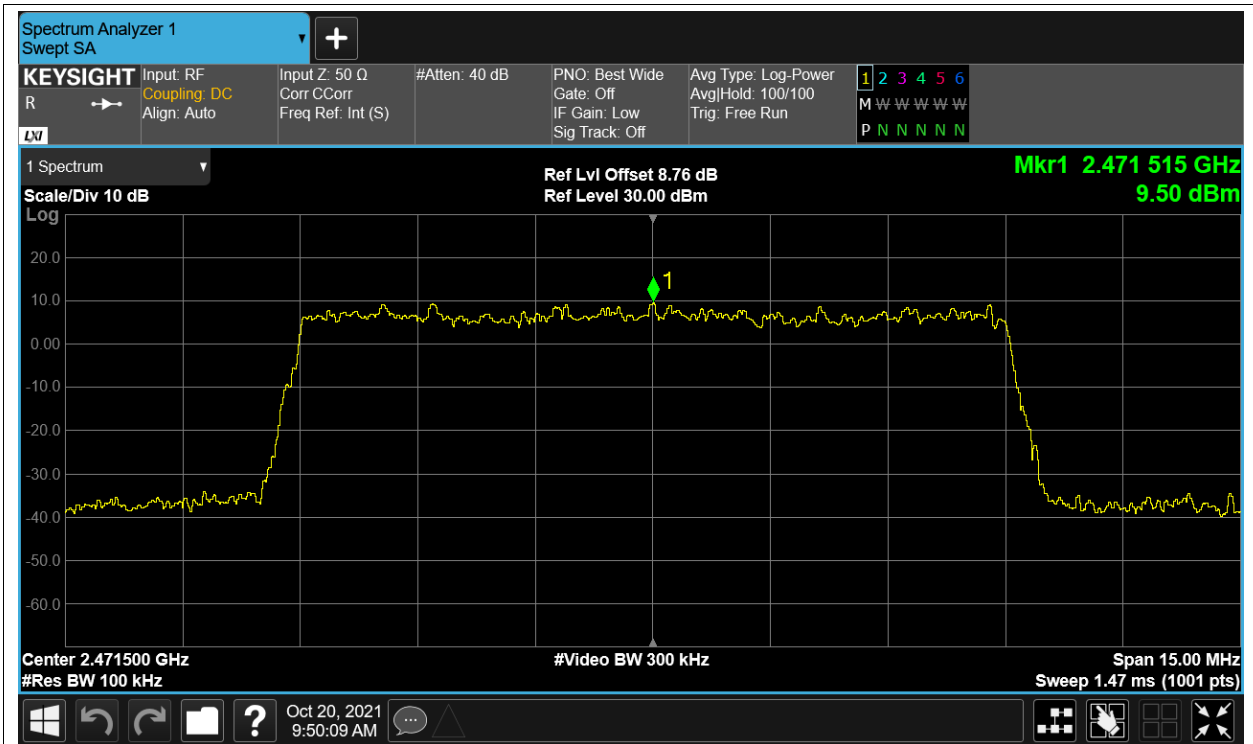 Spectrum Analyzer 1
Swept SA
KEYSIGHT
R
LXI
Input: RF
Coupling: DC
Align: Auto
Input Z: 50 Ω
Corr CCorr
Freq Ref: Int (S)
#Atten: 40 dB
PNO: Best Wide
Gate: Off
IF Gain: Low
Sig Track: Off
Avg Type: Log-Power
Avg|Hold: 100/100
Trig: Free Run
1 2 3 4 5 6
M W W W W W
P N N N N N
1 Spectrum
Scale/Div 10 dB
Ref Lvl Offset 8.76 dB
Ref Level 30.00 dBm
Mkr1 2.471 515 GHz
9.50 dBm
Log
20.0
10.0
0.00
-10.0
-20.0
-30.0
-40.0
-50.0
-60.0
1
Center 2.471500 GHz
#Res BW 100 kHz
#Video BW 300 kHz
Span 15.00 MHz
Sweep 1.47 ms (1001 pts)
?
Oct 20, 2021
9:50:09 AM